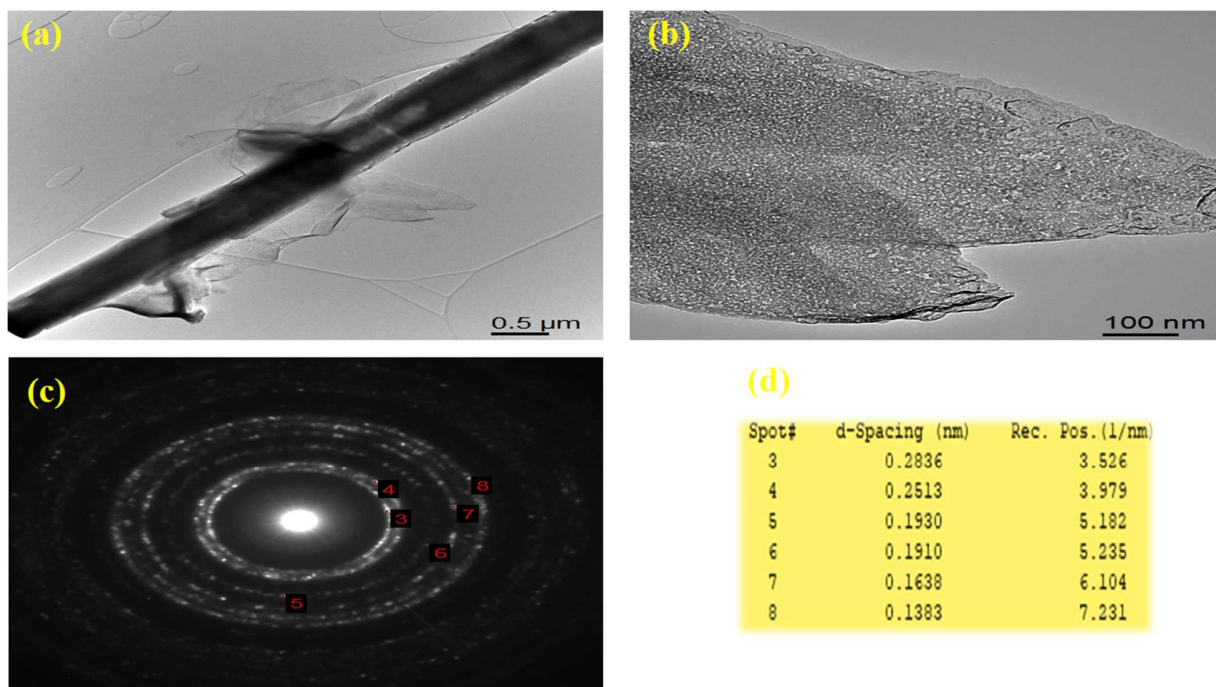 (a)
0.5 µm
(b)
100 nm
(c)
4
3
8
7
6
5
(d)
Spot# d-Spacing (nm) Rec. Pos.(1/nm)
3 0.2836 3.526
4 0.2513 3.979
5 0.1930 5.182
6 0.1910 5.235
7 0.1638 6.104
8 0.1383 7.231